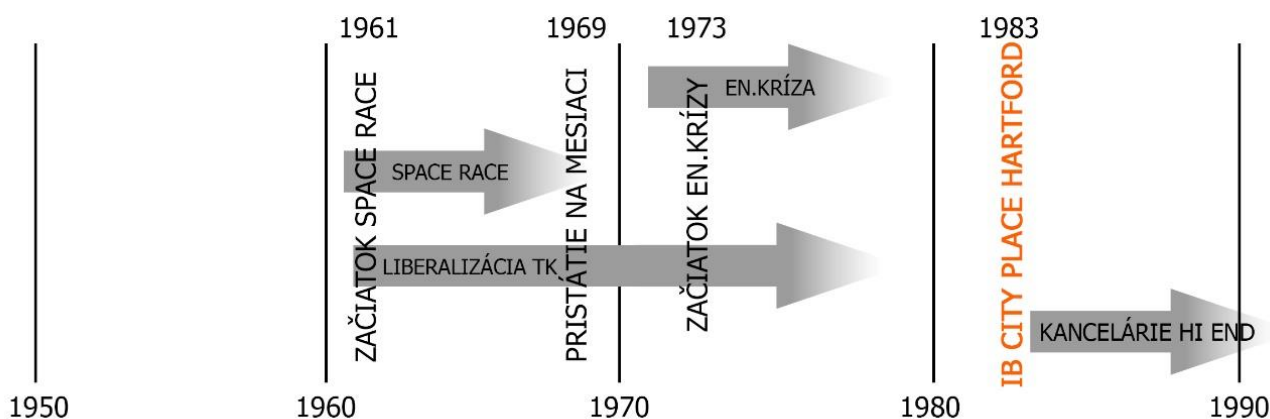 1961
1969
1973
1983
EN.KRÍZA
SPACE RACE
LIBERALIZÁCIA TK
KANCELÁRIE HI END
ZAČIATOK SPACE RACE
PRISTÁTIE NA MESIACI
ZAČIATOK EN.KRÍZY
IB CITY PLACE HARTFORD
1950
1960
1970
1980
1990